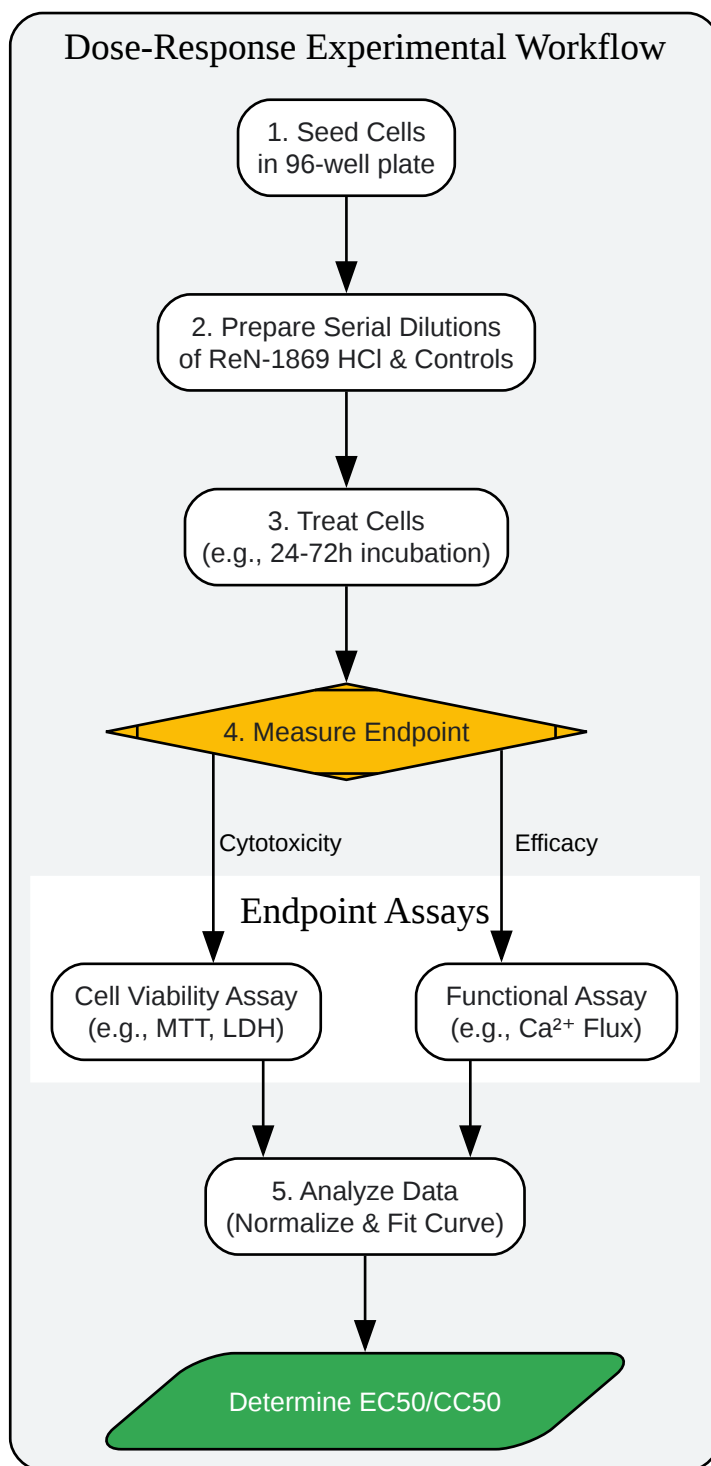 Dose-Response Experimental Workflow
1. Seed Cells
in 96-well plate
2. Prepare Serial Dilutions
of ReN-1869 HCl & Controls
3. Treat Cells
(e.g., 24-72h incubation)
4. Measure Endpoint
Cytotoxicity
Efficacy
Endpoint Assays
Cell Viability Assay
(e.g., MTT, LDH)
Functional Assay
(e.g., Ca²⁺ Flux)
5. Analyze Data
(Normalize & Fit Curve)
Determine EC50/CC50